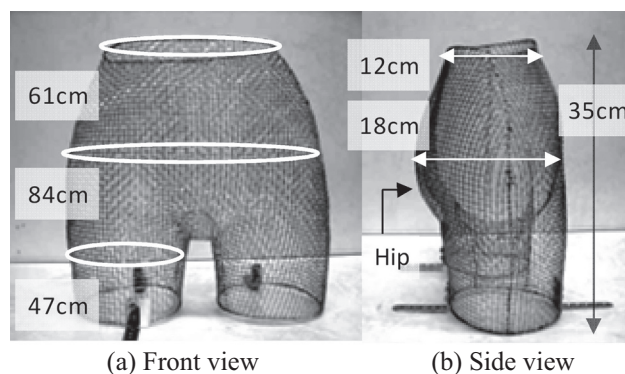 61cm
84cm
47cm
(a) Front view
12cm
18cm
35cm
Hip
(b) Side view